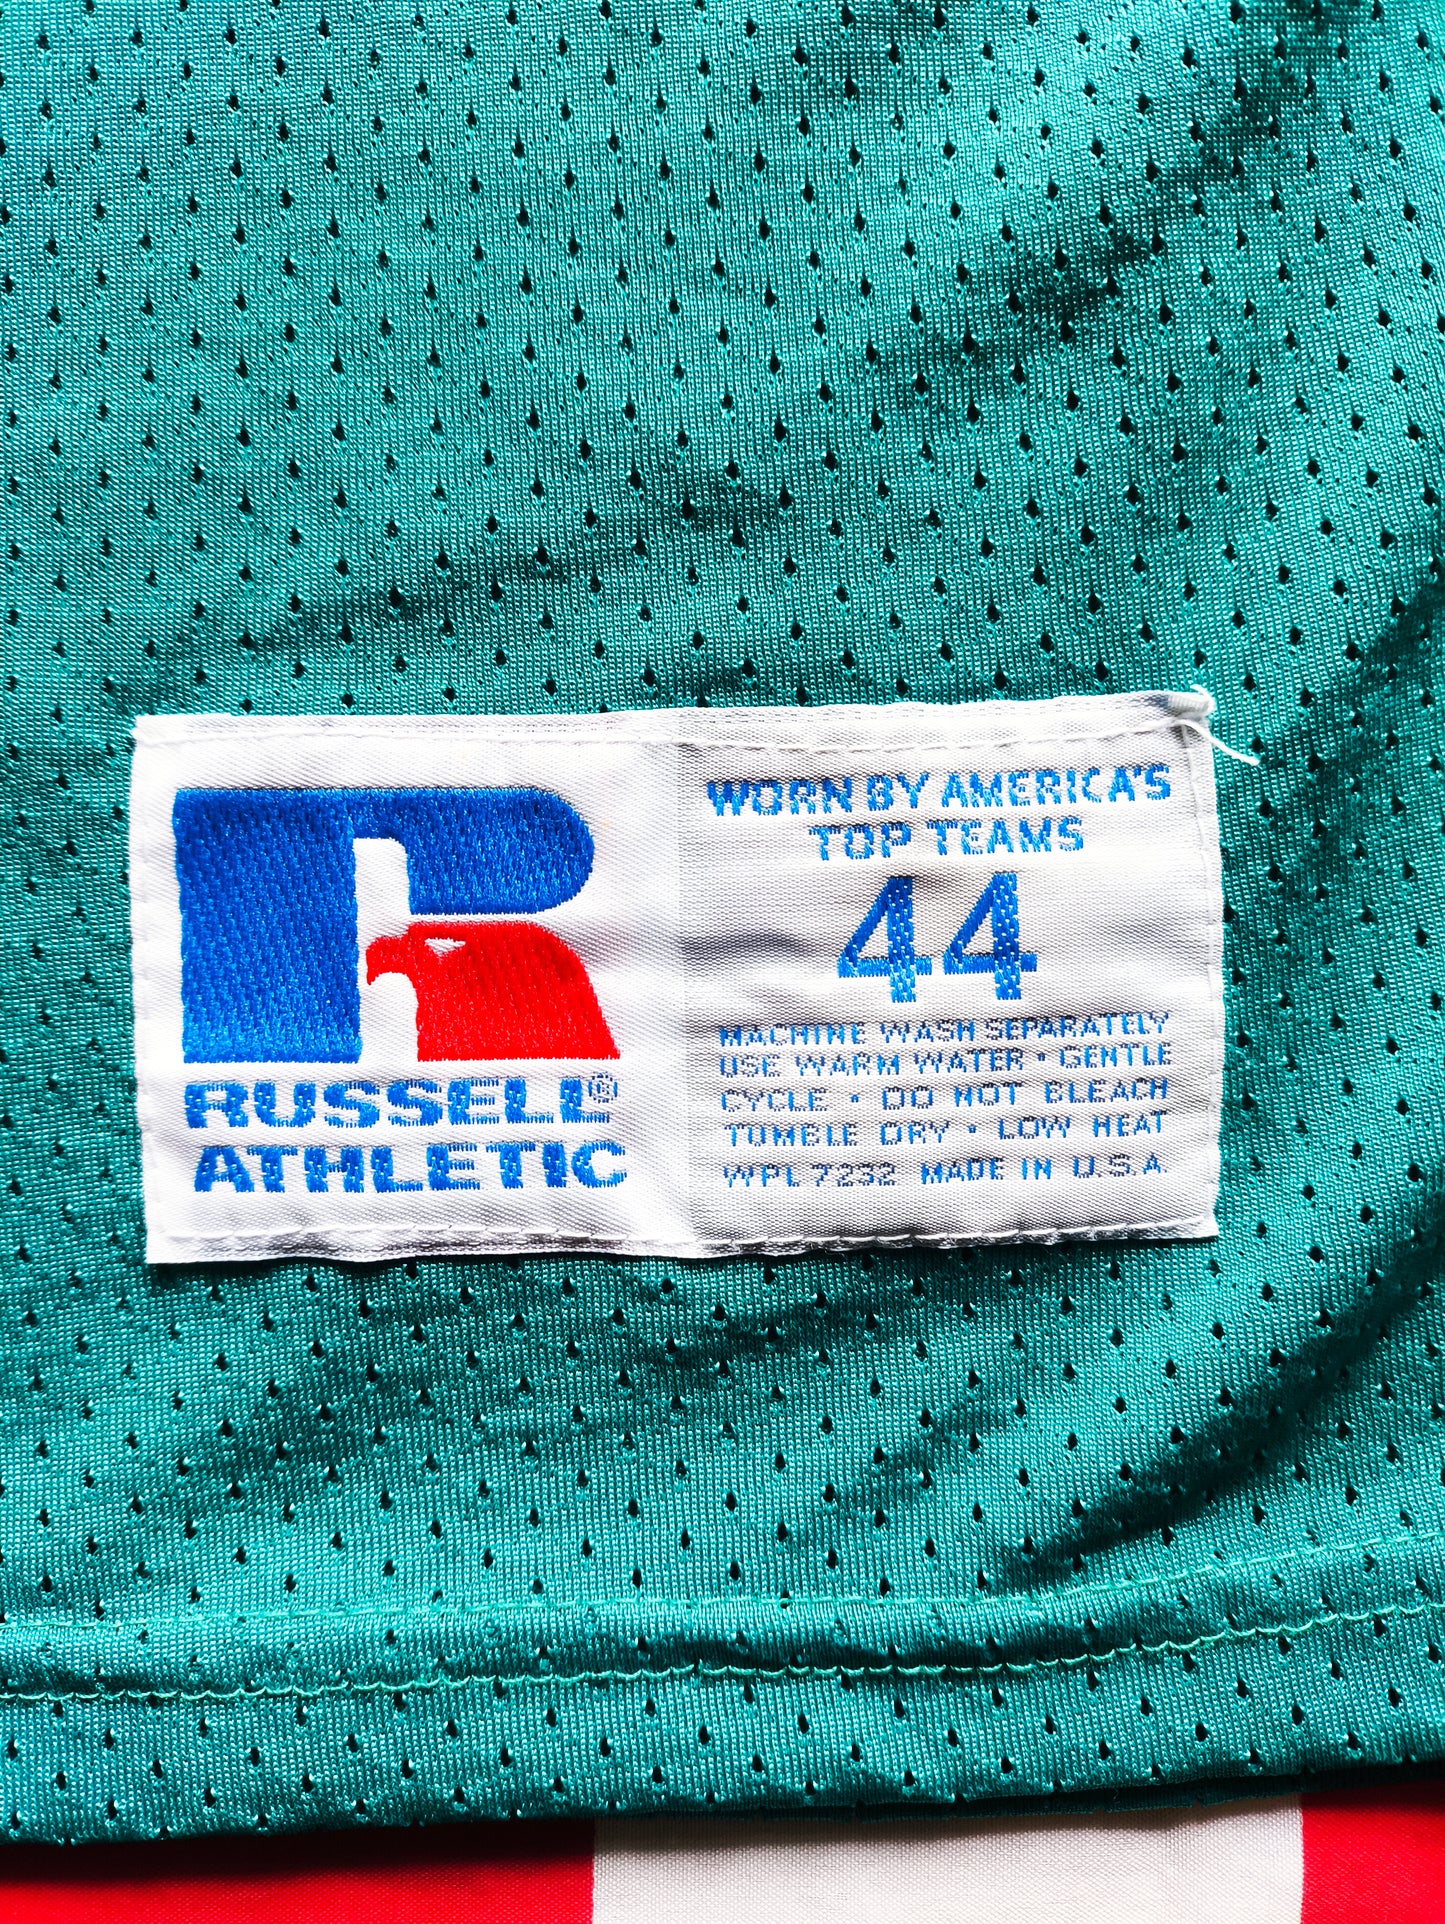 RUSSELL®
ATHLETIC
WORN BY AMERICA'S
TOP TEAMS
44
MACHINE WASH SEPARATELY
USE WARM WATER • GENTLE
CYCLE • DO NOT BLEACH
TUMBLE DRY • LOW HEAT
WPL 7232 MADE IN U.S.A.